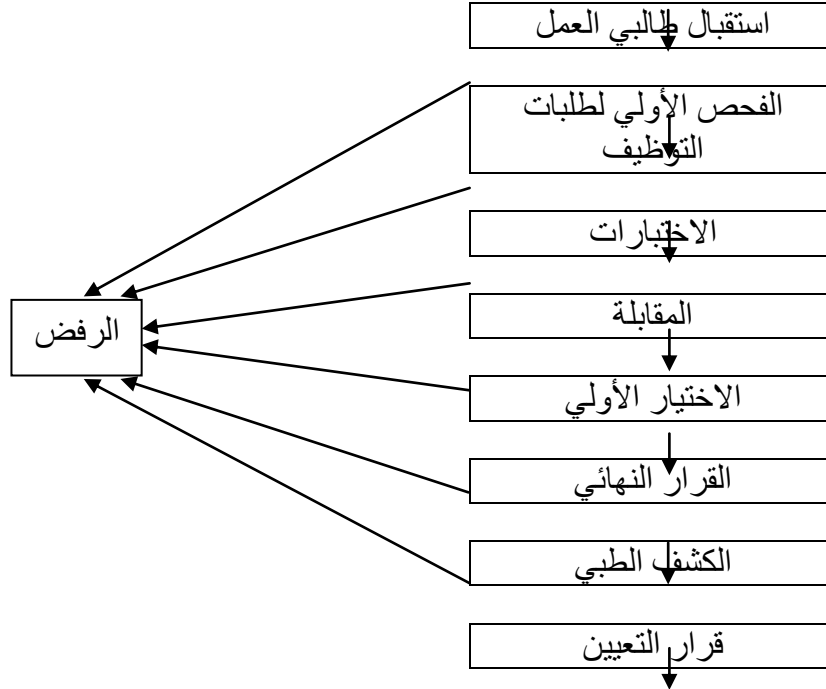 استقبال طالبي العمل
الفحص الأولي لطلبات
التوظيف
الاختبارات
المقابلة
الرفض
الاختيار الأولي
القرار النهائي
الكشف الطبي
قرار التعيين